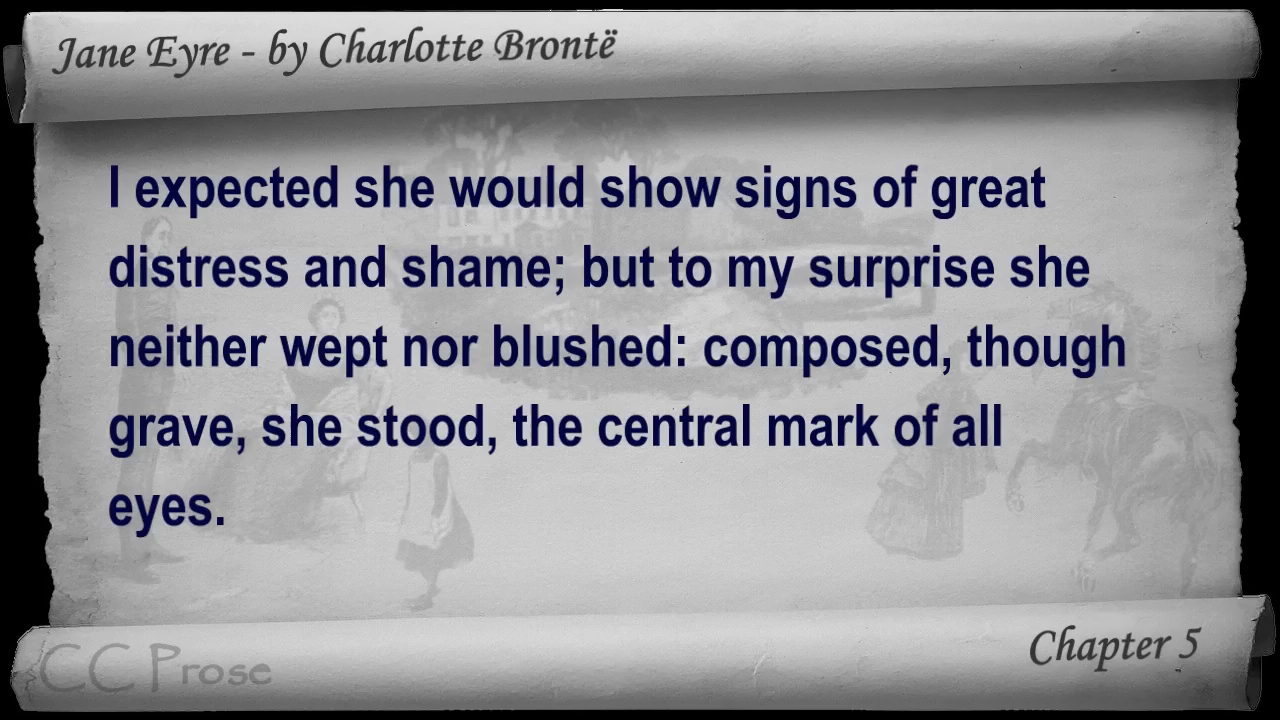 Jane Eyre - by Charlotte Brontë
I expected she would show signs of great
distress and shame; but to my surprise she
neither wept nor blushed: composed, though
grave, she stood, the central mark of all
eyes.
CC Prose
Chapter 5